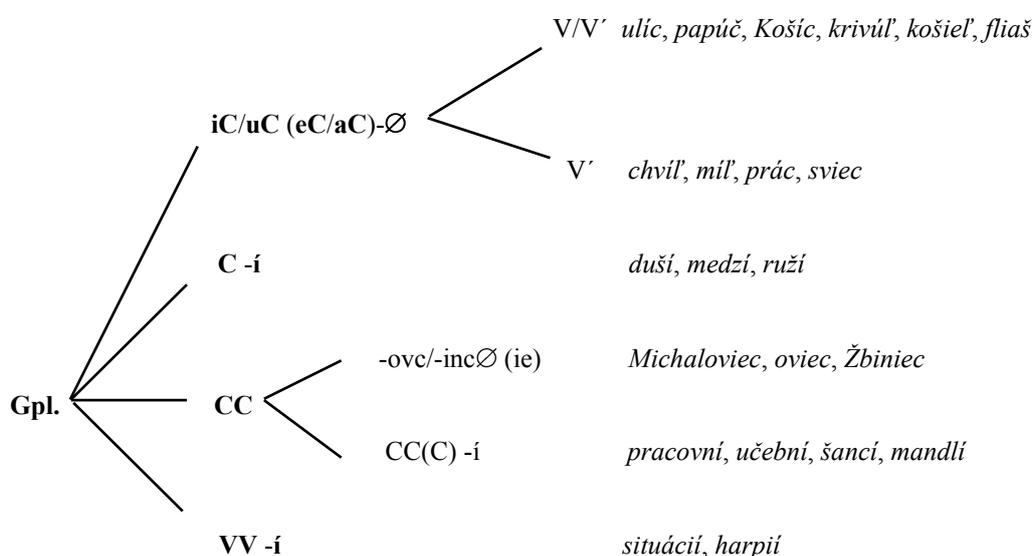 V/V´ ulíc, papúč, Košíc, krivúľ, košieľ, fliaš
iC/uC (eC/aC)-∅
V´ chvíľ, míľ, prác, sviec
C -í duší, medzí, ruží
-ovc/-inc∅ (ie) Michaloviec, oviec, Žbiniec
Gpl. CC
CC(C) -í pracovní, učební, šancí, mandlí
VV -í situácií, harpií